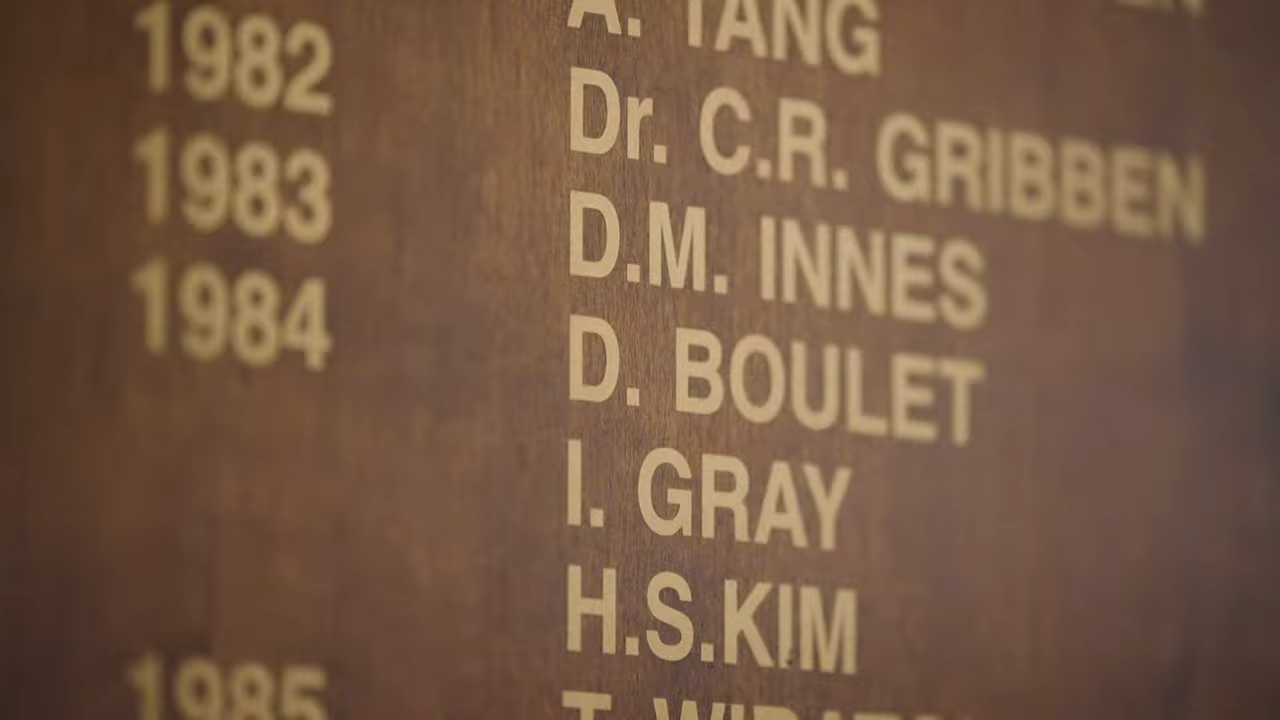 A. TANG
1982 Dr. C.R. GRIBBEN
1983 D.M. INNES
1984 D. BOULET
I. GRAY
H.S.KIM
1985 T.